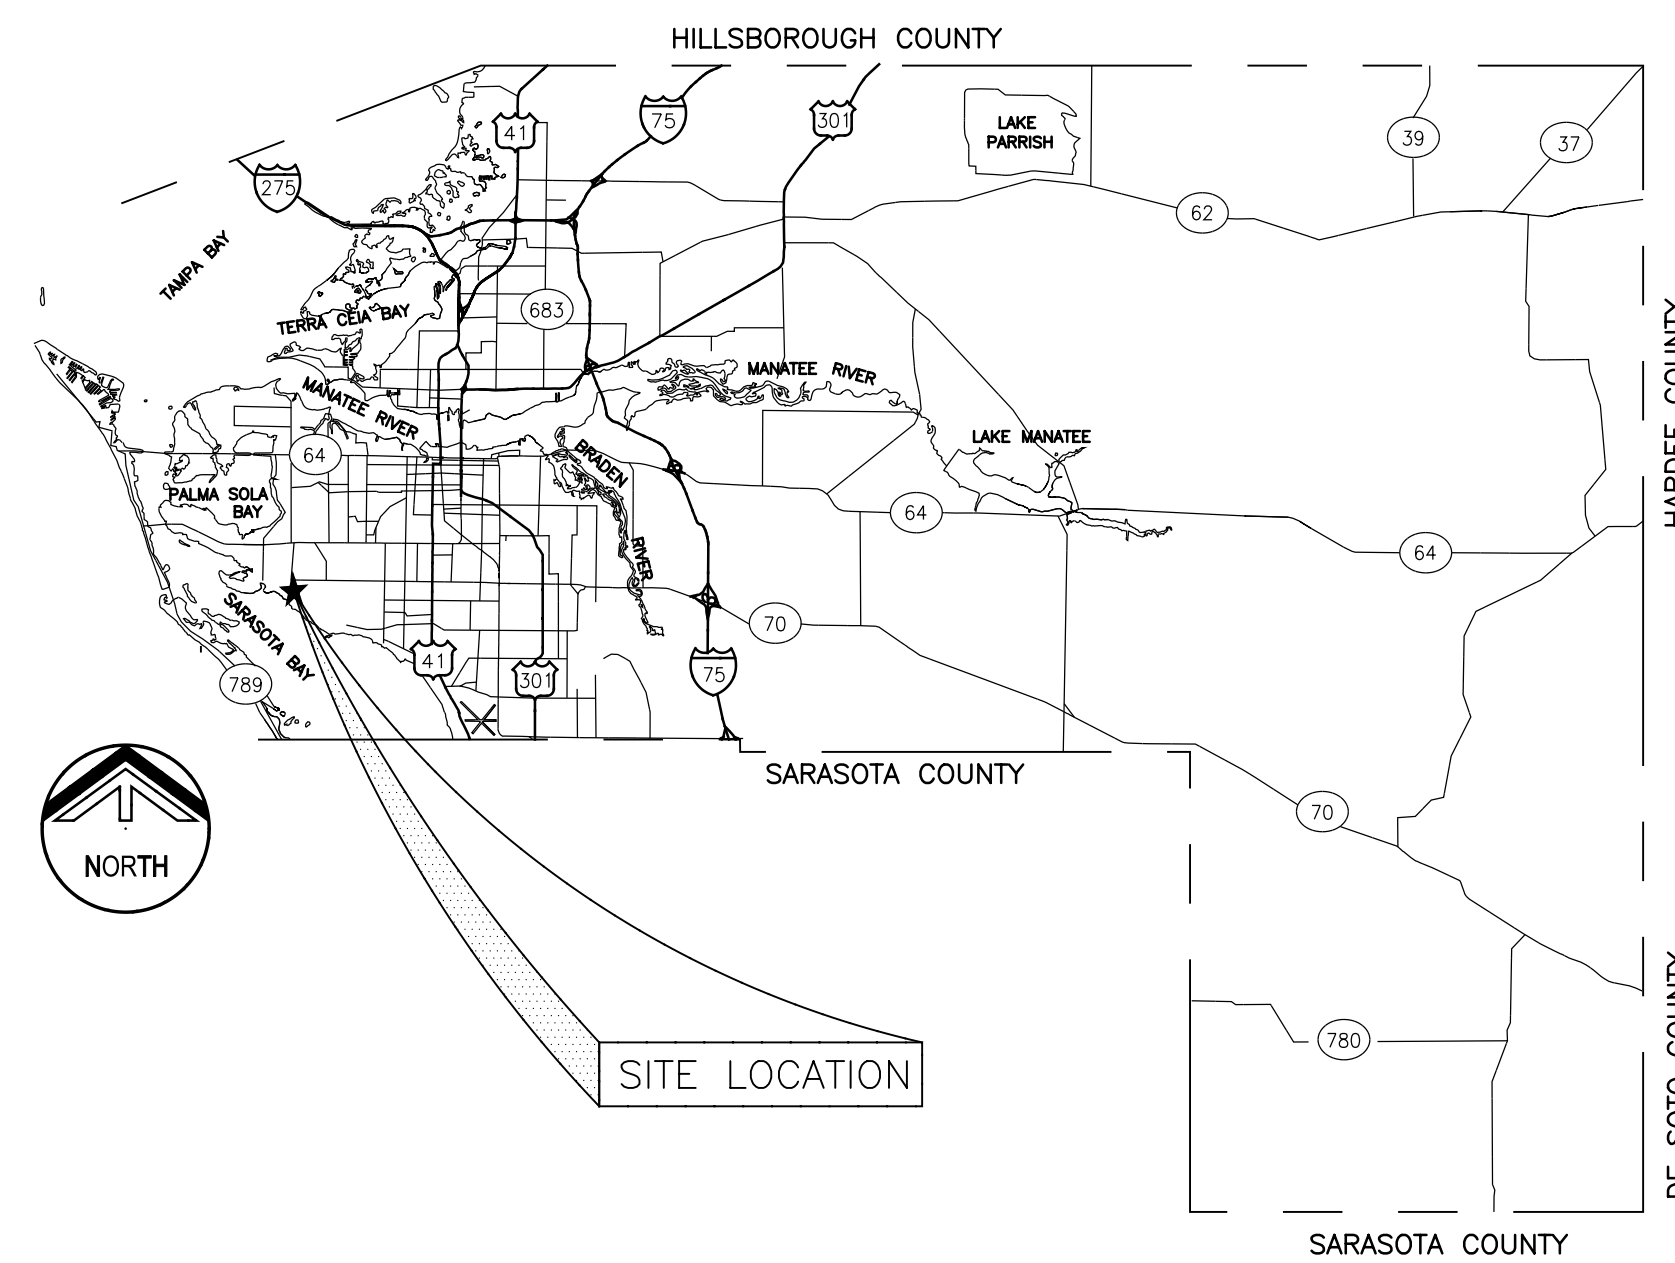 HILLSBOROUGH COUNTY
41
75
301
LAKE
PARRISH
39
37
275
62
TAMPA BAY
TERRA CEIA BAY
683
HARDEE COUNTY
MANATEE RIVER
MANATEE RIVER
LAKE MANATEE
64
BRADEN
RIVER
PALMA SOLA
BAY
64
64
SARASOTA BAY
70
41
75
301
789
SARASOTA COUNTY
70
NORTH
DE SOTO COUNTY
780
SITE LOCATION
SARASOTA COUNTY